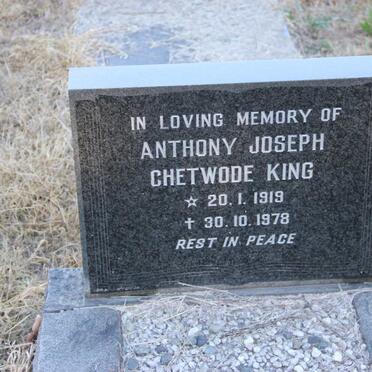 IN LOVING MEMORY OF
ANTHONY JOSEPH
CHETWODE KING
☆ 20.1.1919
✝ 30.10.1978
REST IN PEACE